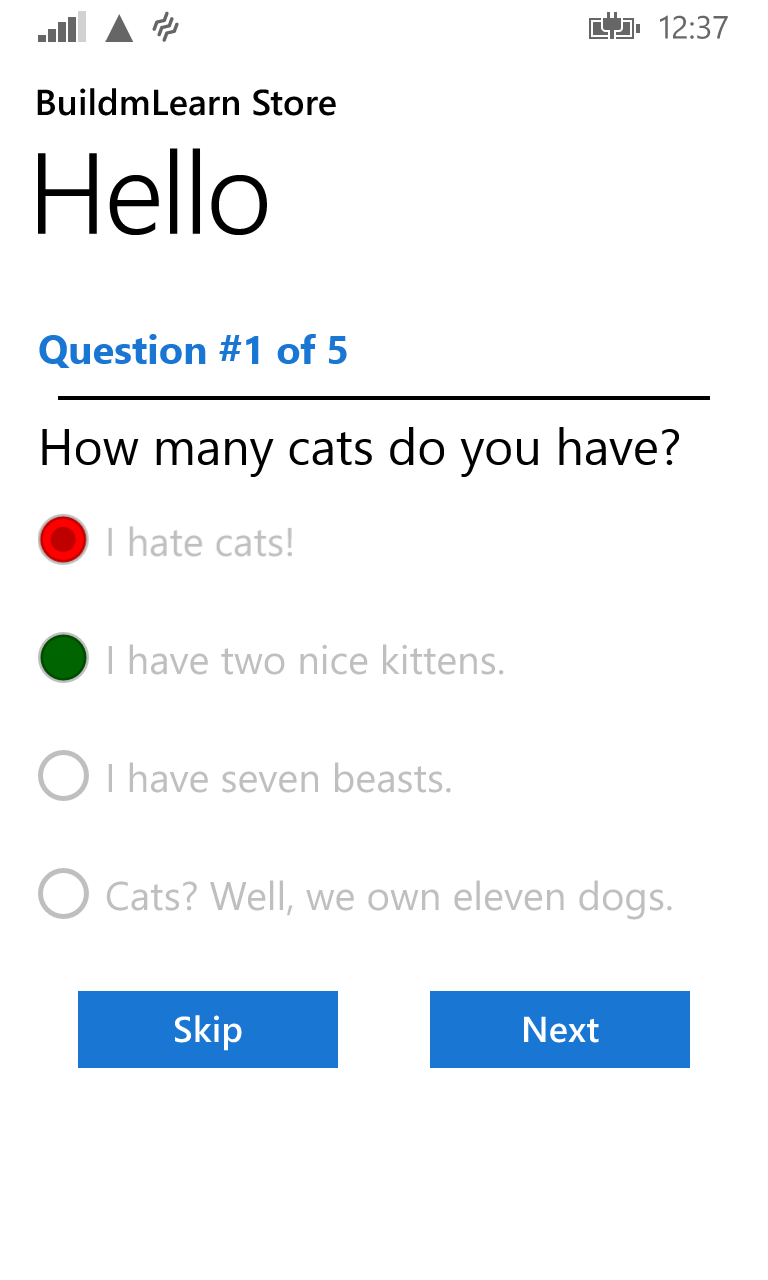 12:37
BuildmLearn Store
Hello
Question #1 of 5
How many cats do you have?
I hate cats!
I have two nice kittens.
I have seven beasts.
Cats? Well, we own eleven dogs.
Skip
Next